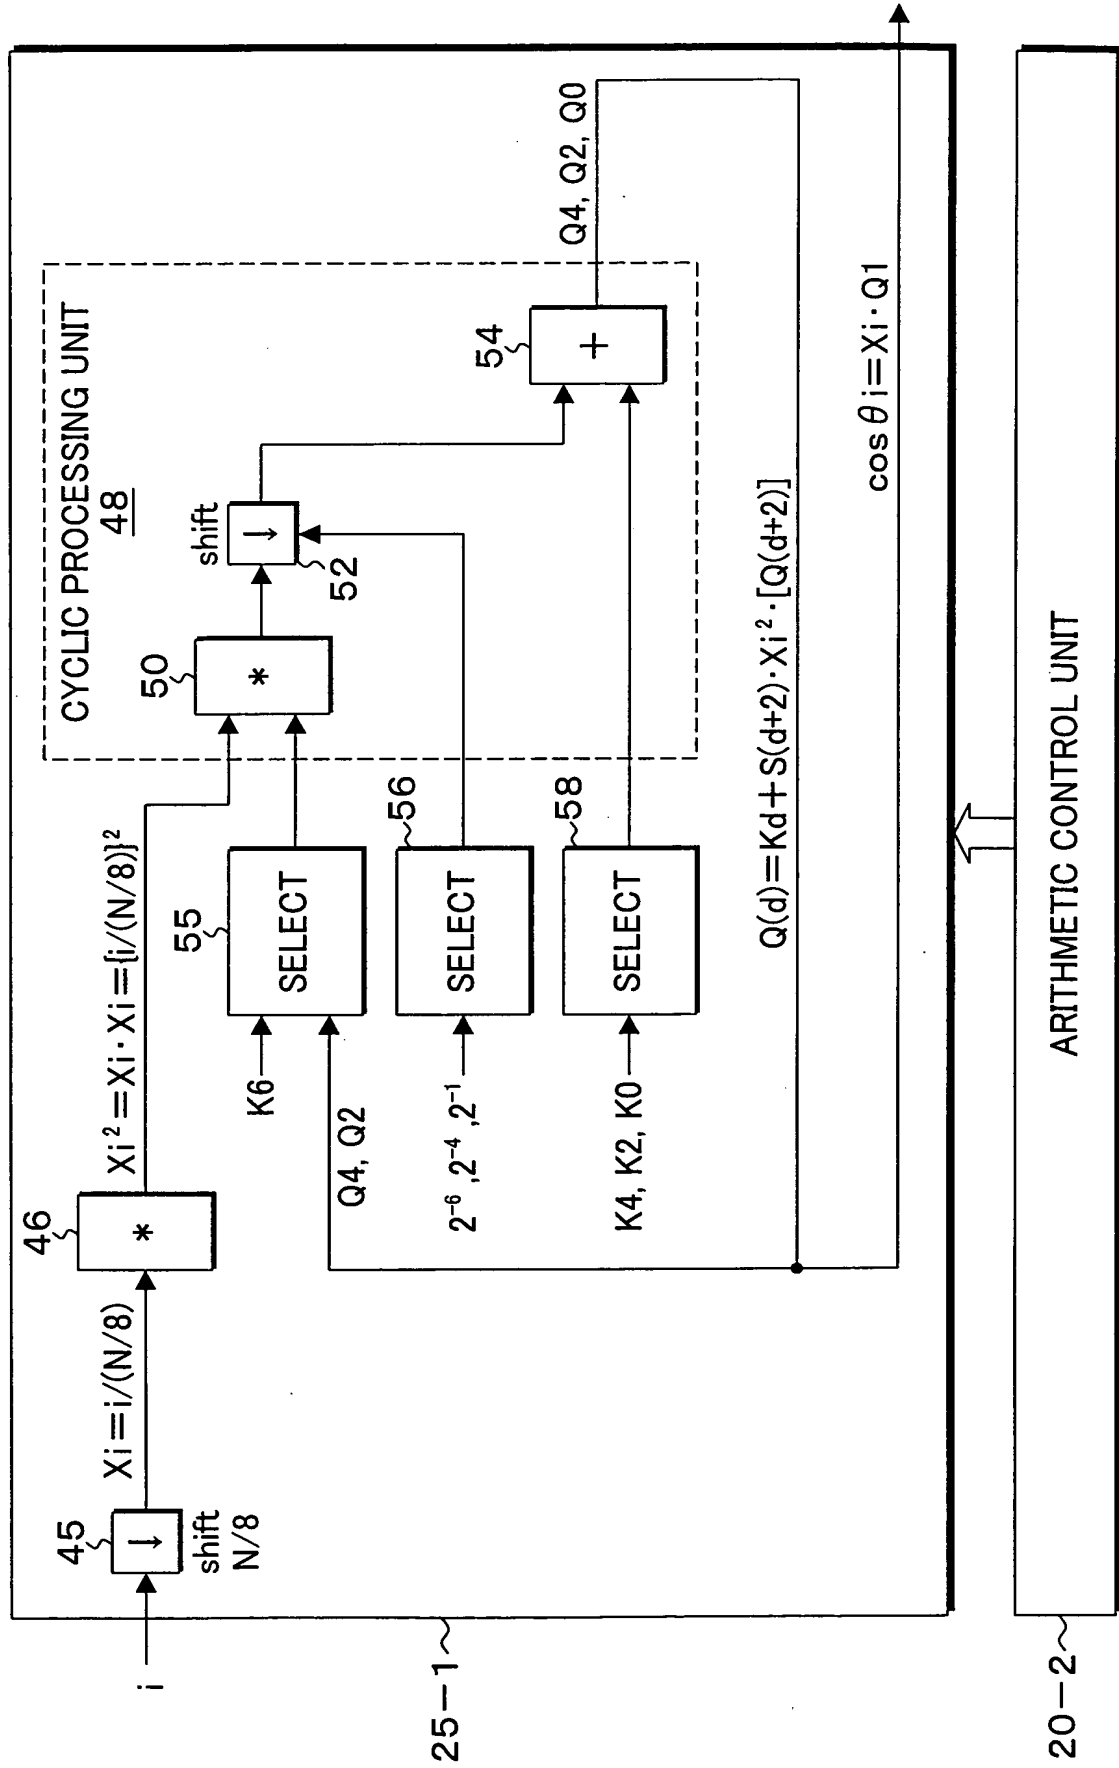 i
45
shift
N/8
Xi=i/(N/8)
46
*
Xi²=Xi·Xi={i/(N/8)}²
CYCLIC PROCESSING UNIT
48
50
*
shift
52
54
+
Q4, Q2, Q0
55
SELECT
K6
Q4, Q2
56
SELECT
2⁻⁶ ,2⁻⁴ ,2⁻¹
58
SELECT
K4, K2, K0
Q(d)=Kd+S(d+2)·Xi²·[Q(d+2)]
cosθi=Xi·Q1
25-1
ARITHMETIC CONTROL UNIT
20-2